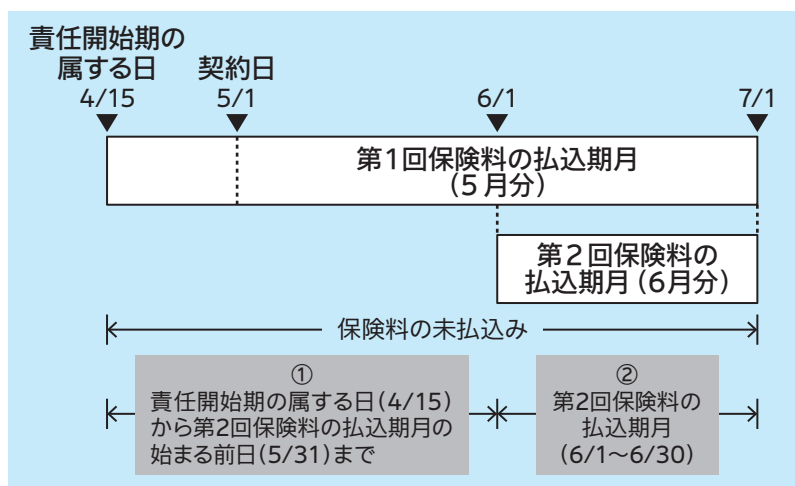 責任開始期の
属する日
4/15
契約日
5/1
6/1
7/1
第1回保険料の払込期月
(5月分)
第2回保険料の
払込期月(6月分)
保険料の未払込み
①
責任開始期の属する日(4/15)
から第2回保険料の払込期月の
始まる前日(5/31)まで
②
第2回保険料の
払込期月
(6/1～6/30)